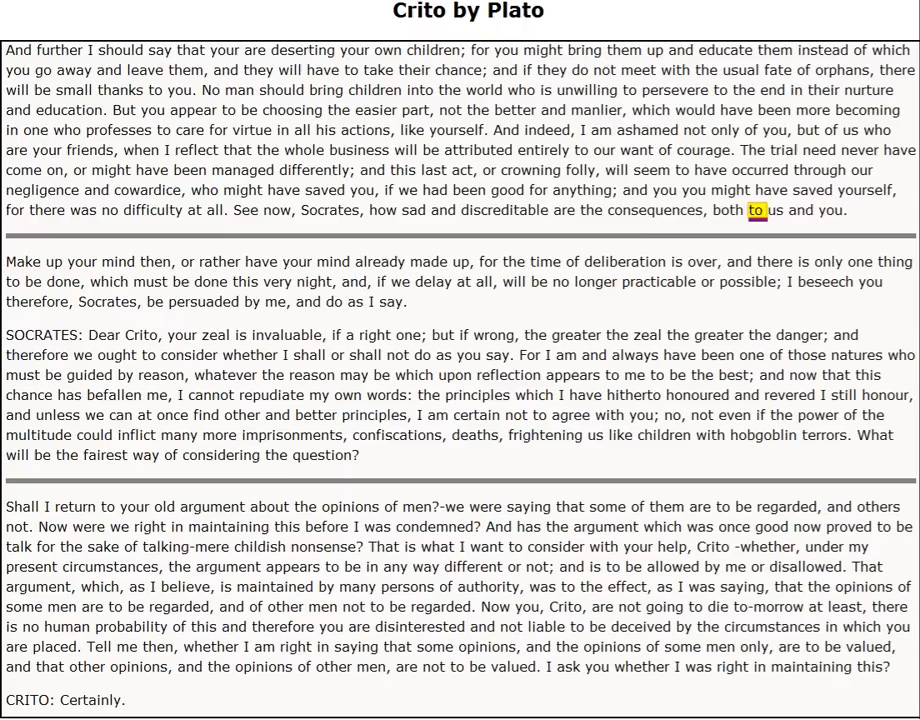 Crito by Plato
And further I should say that your are deserting your own children; for you might bring them up and educate them instead of which
you go away and leave them, and they will have to take their chance; and if they do not meet with the usual fate of orphans, there
will be small thanks to you. No man should bring children into the world who is unwilling to persevere to the end in their nurture
and education. But you appear to be choosing the easier part, not the better and manlier, which would have been more becoming
in one who professes to care for virtue in all his actions, like yourself. And indeed, I am ashamed not only of you, but of us who
are your friends, when I reflect that the whole business will be attributed entirely to our want of courage. The trial need never have
come on, or might have been managed differently; and this last act, or crowning folly, will seem to have occurred through our
negligence and cowardice, who might have saved you, if we had been good for anything; and you you might have saved yourself,
for there was no difficulty at all. See now, Socrates, how sad and discreditable are the consequences, both to us and you.
Make up your mind then, or rather have your mind already made up, for the time of deliberation is over, and there is only one thing
to be done, which must be done this very night, and, if we delay at all, will be no longer practicable or possible; I beseech you
therefore, Socrates, be persuaded by me, and do as I say.
SOCRATES: Dear Crito, your zeal is invaluable, if a right one; but if wrong, the greater the zeal the greater the danger; and
therefore we ought to consider whether I shall or shall not do as you say. For I am and always have been one of those natures who
must be guided by reason, whatever the reason may be which upon reflection appears to me to be the best; and now that this
chance has befallen me, I cannot repudiate my own words: the principles which I have hitherto honoured and revered I still honour,
and unless we can at once find other and better principles, I am certain not to agree with you; no, not even if the power of the
multitude could inflict many more imprisonments, confiscations, deaths, frightening us like children with hobgoblin terrors. What
will be the fairest way of considering the question?
Shall I return to your old argument about the opinions of men?-we were saying that some of them are to be regarded, and others
not. Now were we right in maintaining this before I was condemned? And has the argument which was once good now proved to be
talk for the sake of talking-mere childish nonsense? That is what I want to consider with your help, Crito -whether, under my
present circumstances, the argument appears to be in any way different or not; and is to be allowed by me or disallowed. That
argument, which, as I believe, is maintained by many persons of authority, was to the effect, as I was saying, that the opinions of
some men are to be regarded, and of other men not to be regarded. Now you, Crito, are not going to die to-morrow at least, there
is no human probability of this and therefore you are disinterested and not liable to be deceived by the circumstances in which you
are placed. Tell me then, whether I am right in saying that some opinions, and the opinions of some men only, are to be valued,
and that other opinions, and the opinions of other men, are not to be valued. I ask you whether I was right in maintaining this?
CRITO: Certainly.